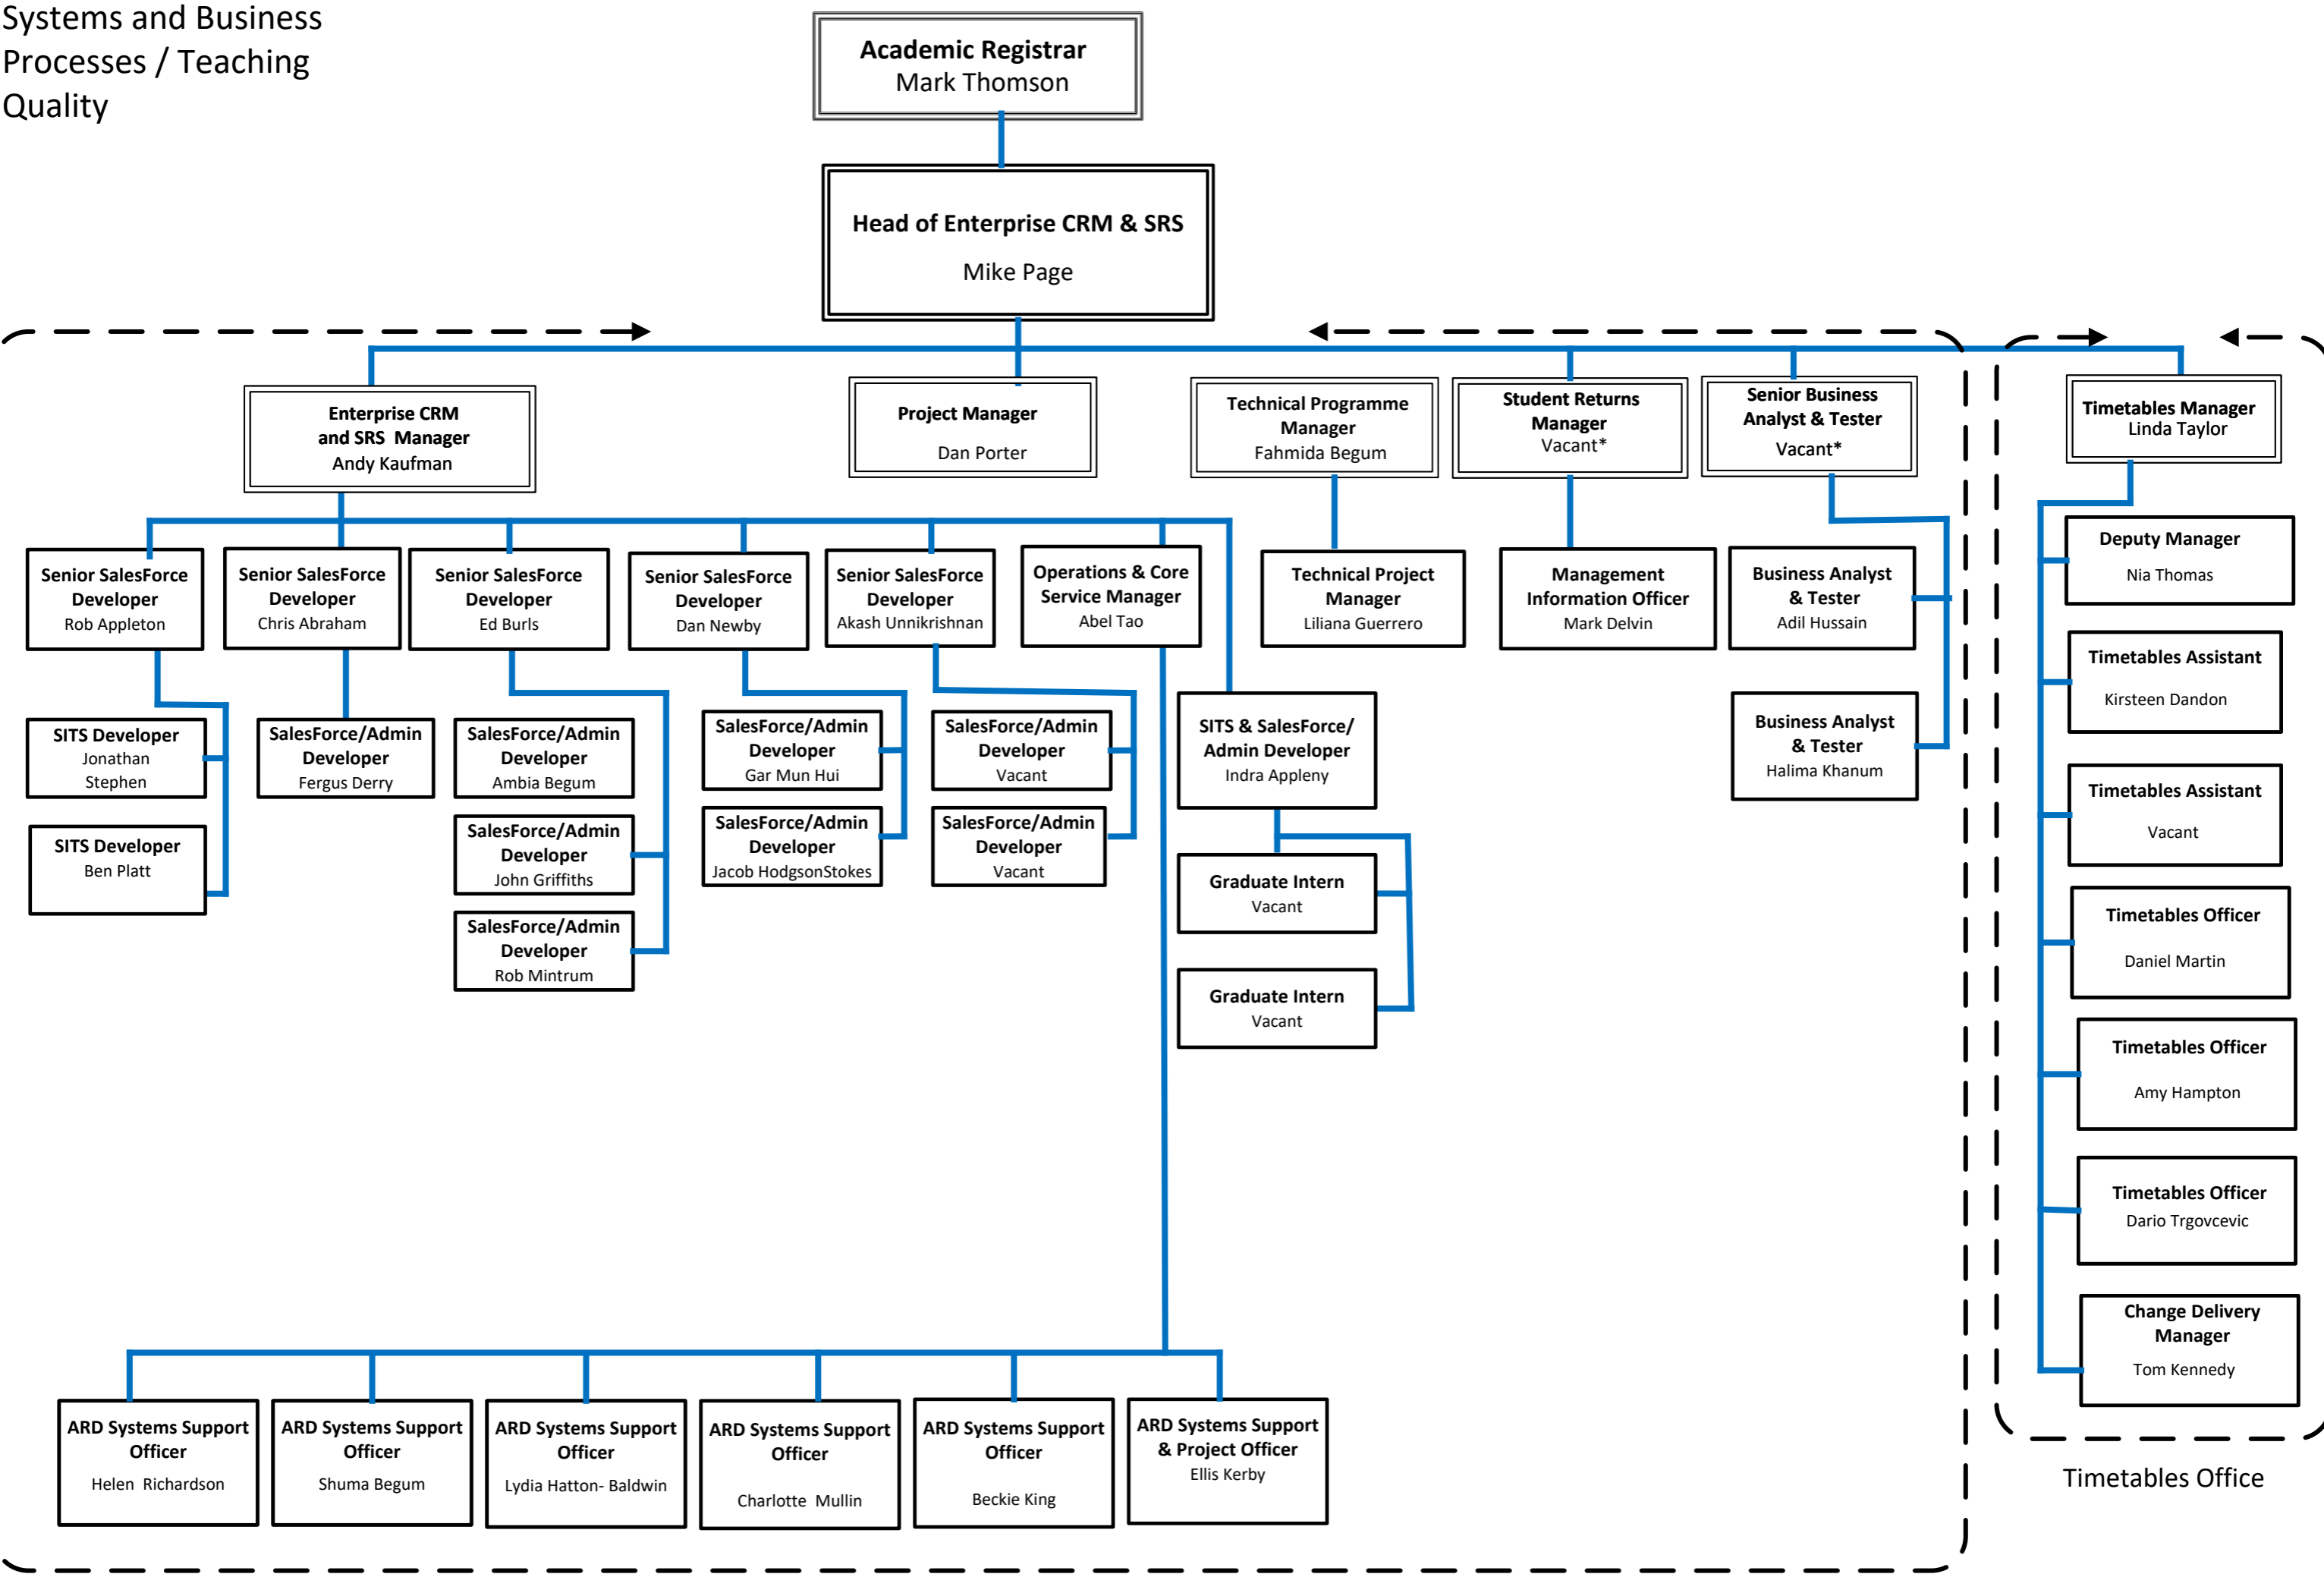 Systems and Business
Processes / Teaching
Quality
Academic Registrar
Mark Thomson
Head of Enterprise CRM & SRS
Mike Page
Enterprise CRM
and SRS  Manager
Andy Kaufman
Project Manager
Dan Porter
Technical Programme
Manager
Fahmida Begum
Student Returns
Manager
Vacant*
Senior Business
Analyst & Tester
Vacant*
Timetables Manager
Linda Taylor
Senior SalesForce
Developer
Rob Appleton
Senior SalesForce
Developer
Chris Abraham
Senior SalesForce
Developer
Ed Burls
Senior SalesForce
Developer
Dan Newby
Senior SalesForce
Developer
Akash Unnikrishnan
Operations & Core
Service Manager
Abel Tao
Technical Project
Manager
Liliana Guerrero
Management
Information Officer
Mark Delvin
Business Analyst
& Tester
Adil Hussain
Deputy Manager
Nia Thomas
Timetables Assistant
Kirsteen Dandon
SITS Developer
Jonathan
Stephen
SalesForce/Admin
Developer
Fergus Derry
SalesForce/Admin
Developer
Ambia Begum
SalesForce/Admin
Developer
Gar Mun Hui
SalesForce/Admin
Developer
Vacant
SITS & SalesForce/
Admin Developer
Indra Appleny
Business Analyst
& Tester
Halima Khanum
Timetables Assistant
Vacant
SITS Developer
Ben Platt
SalesForce/Admin
Developer
John Griffiths
SalesForce/Admin
Developer
Jacob HodgsonStokes
SalesForce/Admin
Developer
Vacant
Graduate Intern
Vacant
Timetables Officer
Daniel Martin
SalesForce/Admin
Developer
Rob Mintrum
Graduate Intern
Vacant
Timetables Officer
Amy Hampton
Timetables Officer
Dario Trgovcevic
Change Delivery
Manager
Tom Kennedy
ARD Systems Support
Officer
Helen  Richardson
ARD Systems Support
Officer
Shuma Begum
ARD Systems Support
Officer
Lydia Hatton- Baldwin
ARD Systems Support
Officer
Charlotte  Mullin
ARD Systems Support
Officer
Beckie King
ARD Systems Support
& Project Officer
Ellis Kerby
Timetables Office